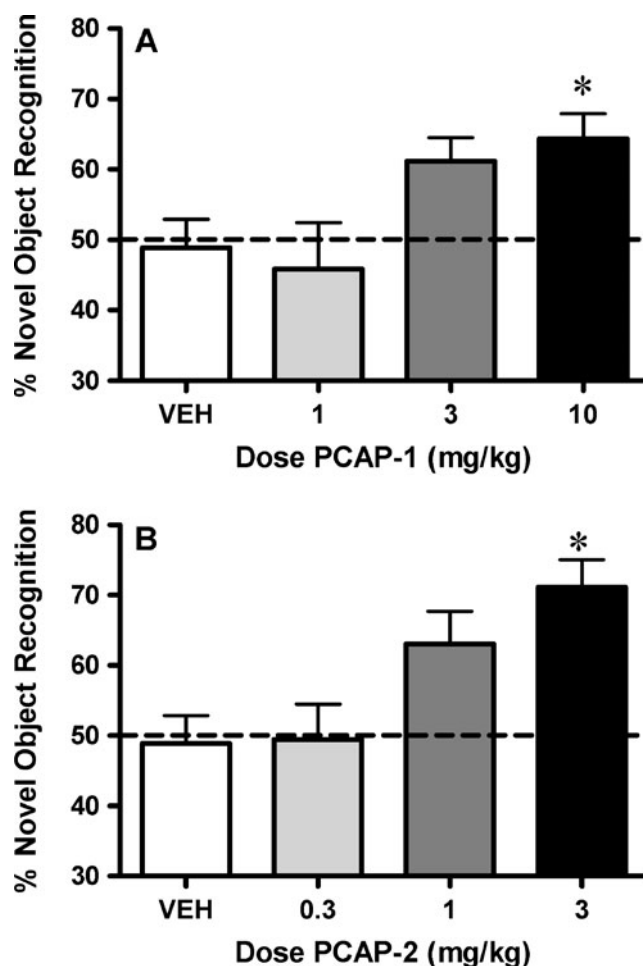 A
% Novel Object Recognition
80
70
60
50
40
30
*
VEH 1 3 10
Dose PCAP-1 (mg/kg)
B
% Novel Object Recognition
80
70
60
50
40
30
*
VEH 0.3 1 3
Dose PCAP-2 (mg/kg)